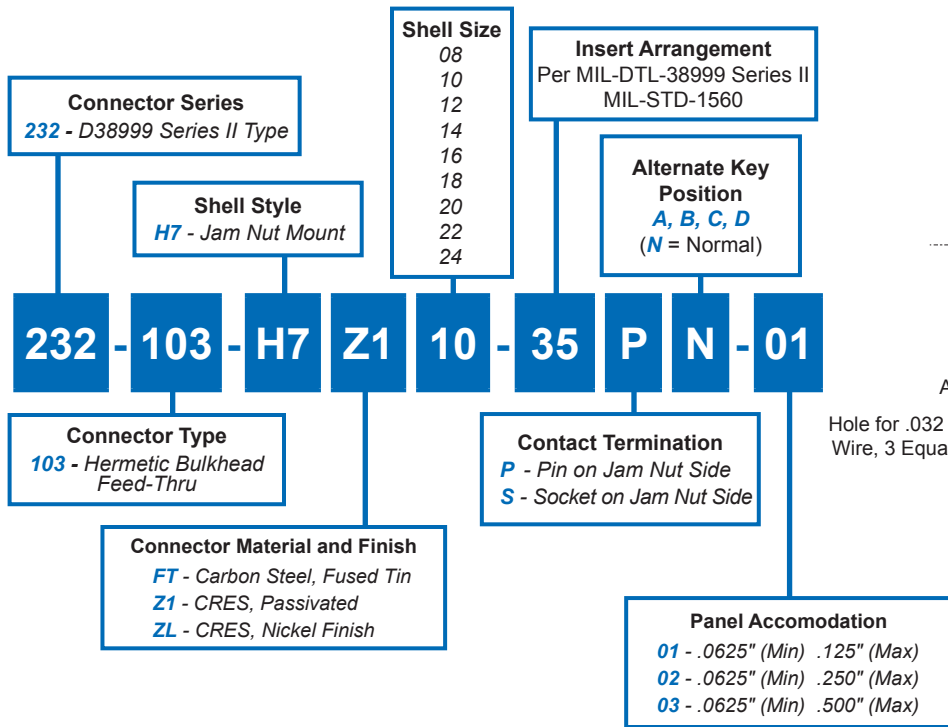 Connector Series
232 - D38999 Series II Type
Shell Style
H7 - Jam Nut Mount
Shell Size
08
10
12
14
16
18
20
22
24
Insert Arrangement
Per MIL-DTL-38999 Series II
MIL-STD-1560
Alternate Key
Position
A, B, C, D
(N = Normal)
232 - 103 - H7 Z1 10 - 35 P N - 01
Connector Type
103 - Hermetic Bulkhead
Feed-Thru
Connector Material and Finish
FT - Carbon Steel, Fused Tin
Z1 - CRES, Passivated
ZL - CRES, Nickel Finish
Contact Termination
P - Pin on Jam Nut Side
S - Socket on Jam Nut Side
Panel Accomodation
01 - .0625" (Min) .125" (Max)
02 - .0625" (Min) .250" (Max)
03 - .0625" (Min) .500" (Max)
A
Hole for .032
Wire, 3 Equa